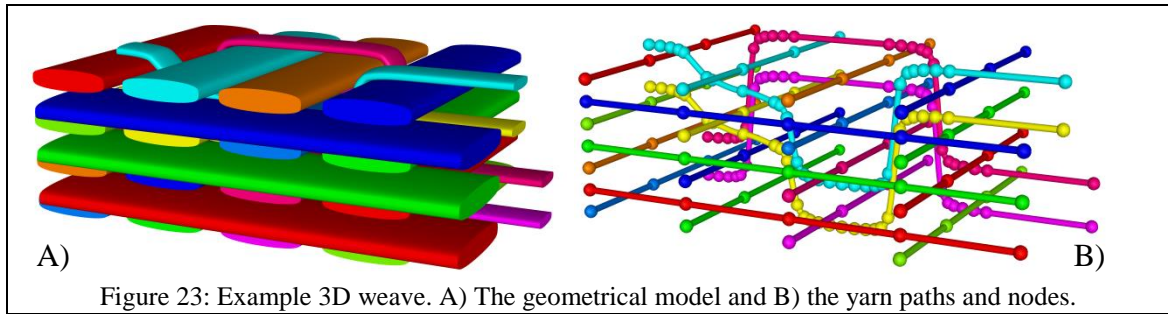 A)
B)
Figure 23: Example 3D weave. A) The geometrical model and B) the yarn paths and nodes.